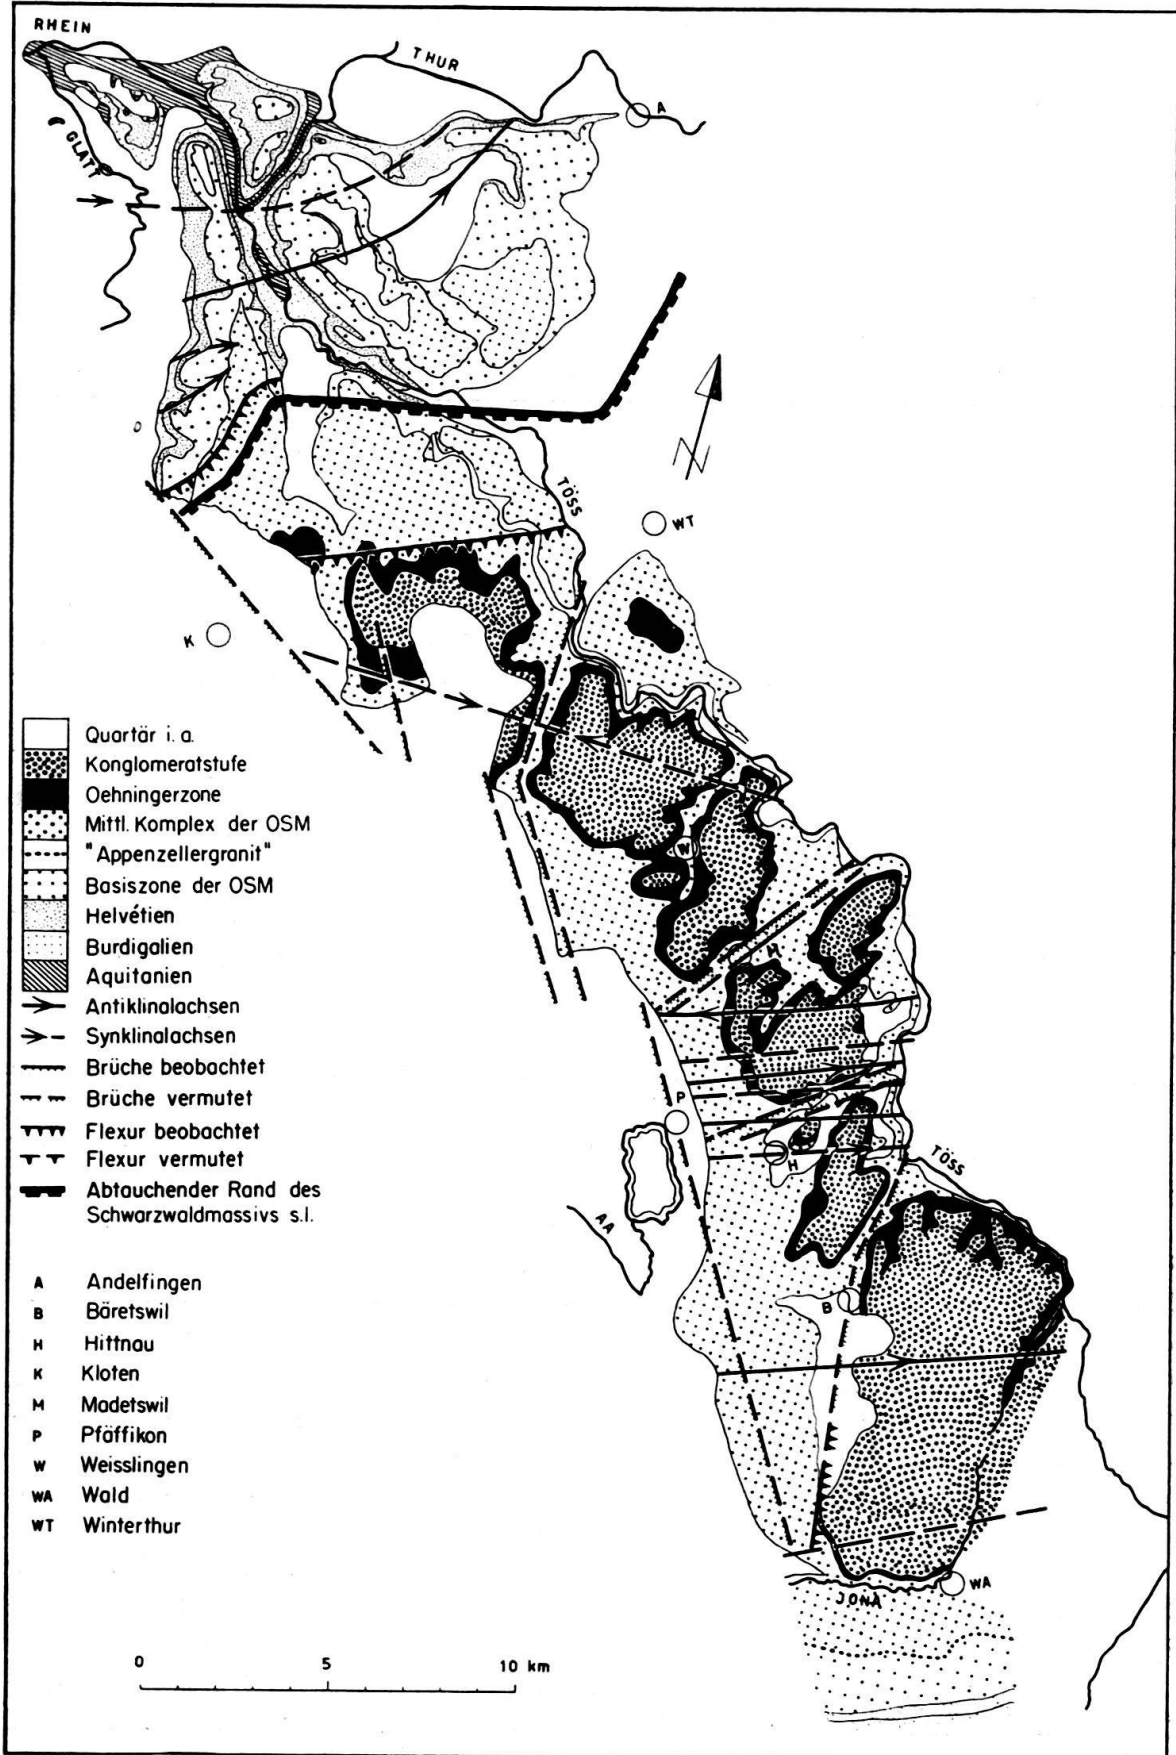 RHEIN
THUR
A
GLATT
TÖSS
WT
K
N
W
M
P
H
TÖSS
AA
B
WA
JONA
Quartär i. a.
Konglomeratstufe
Oehningerzone
Mittl. Komplex der OSM
"Appenzellergranit"
Basiszone der OSM
Helvétien
Burdigalien
Aquitanien
Antiklinalachsen
Synklinalachsen
Brüche beobachtet
Brüche vermutet
Flexur beobachtet
Flexur vermutet
Abtauchender Rand des
Schwarzwaldmassivs s.l.
A Andelfingen
B Bäretswil
H Hittnau
K Kloten
M Madetswil
P Pfäffikon
W Weisslingen
WA Wald
WT Winterthur
0 5 10 km